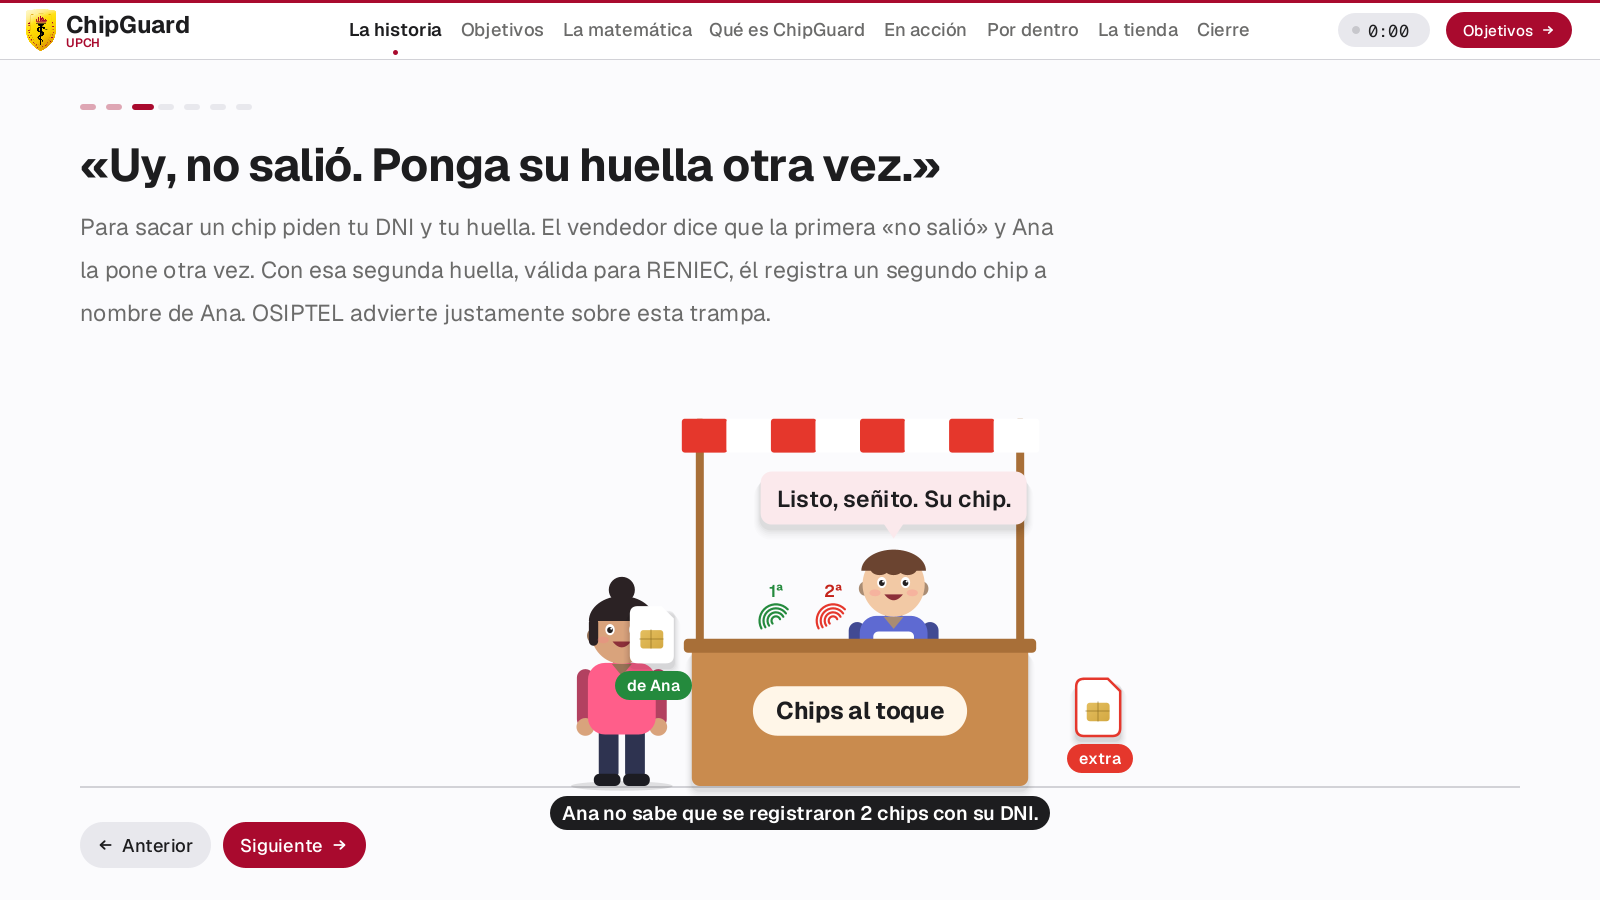 ChipGuard
UPCH
La historia
Objetivos
La matemática
Qué es ChipGuard
En acción
Por dentro
La tienda
Cierre
0:00
Objetivos →
«Uy, no salió. Ponga su huella otra vez.»
Para sacar un chip piden tu DNI y tu huella. El vendedor dice que la primera «no salió» y Ana
la pone otra vez. Con esa segunda huella, válida para RENIEC, él registra un segundo chip a
nombre de Ana. OSIPTEL advierte justamente sobre esta trampa.
Listo, señito. Su chip.
1ª
2ª
de Ana
Chips al toque
extra
Ana no sabe que se registraron 2 chips con su DNI.
← Anterior
Siguiente →